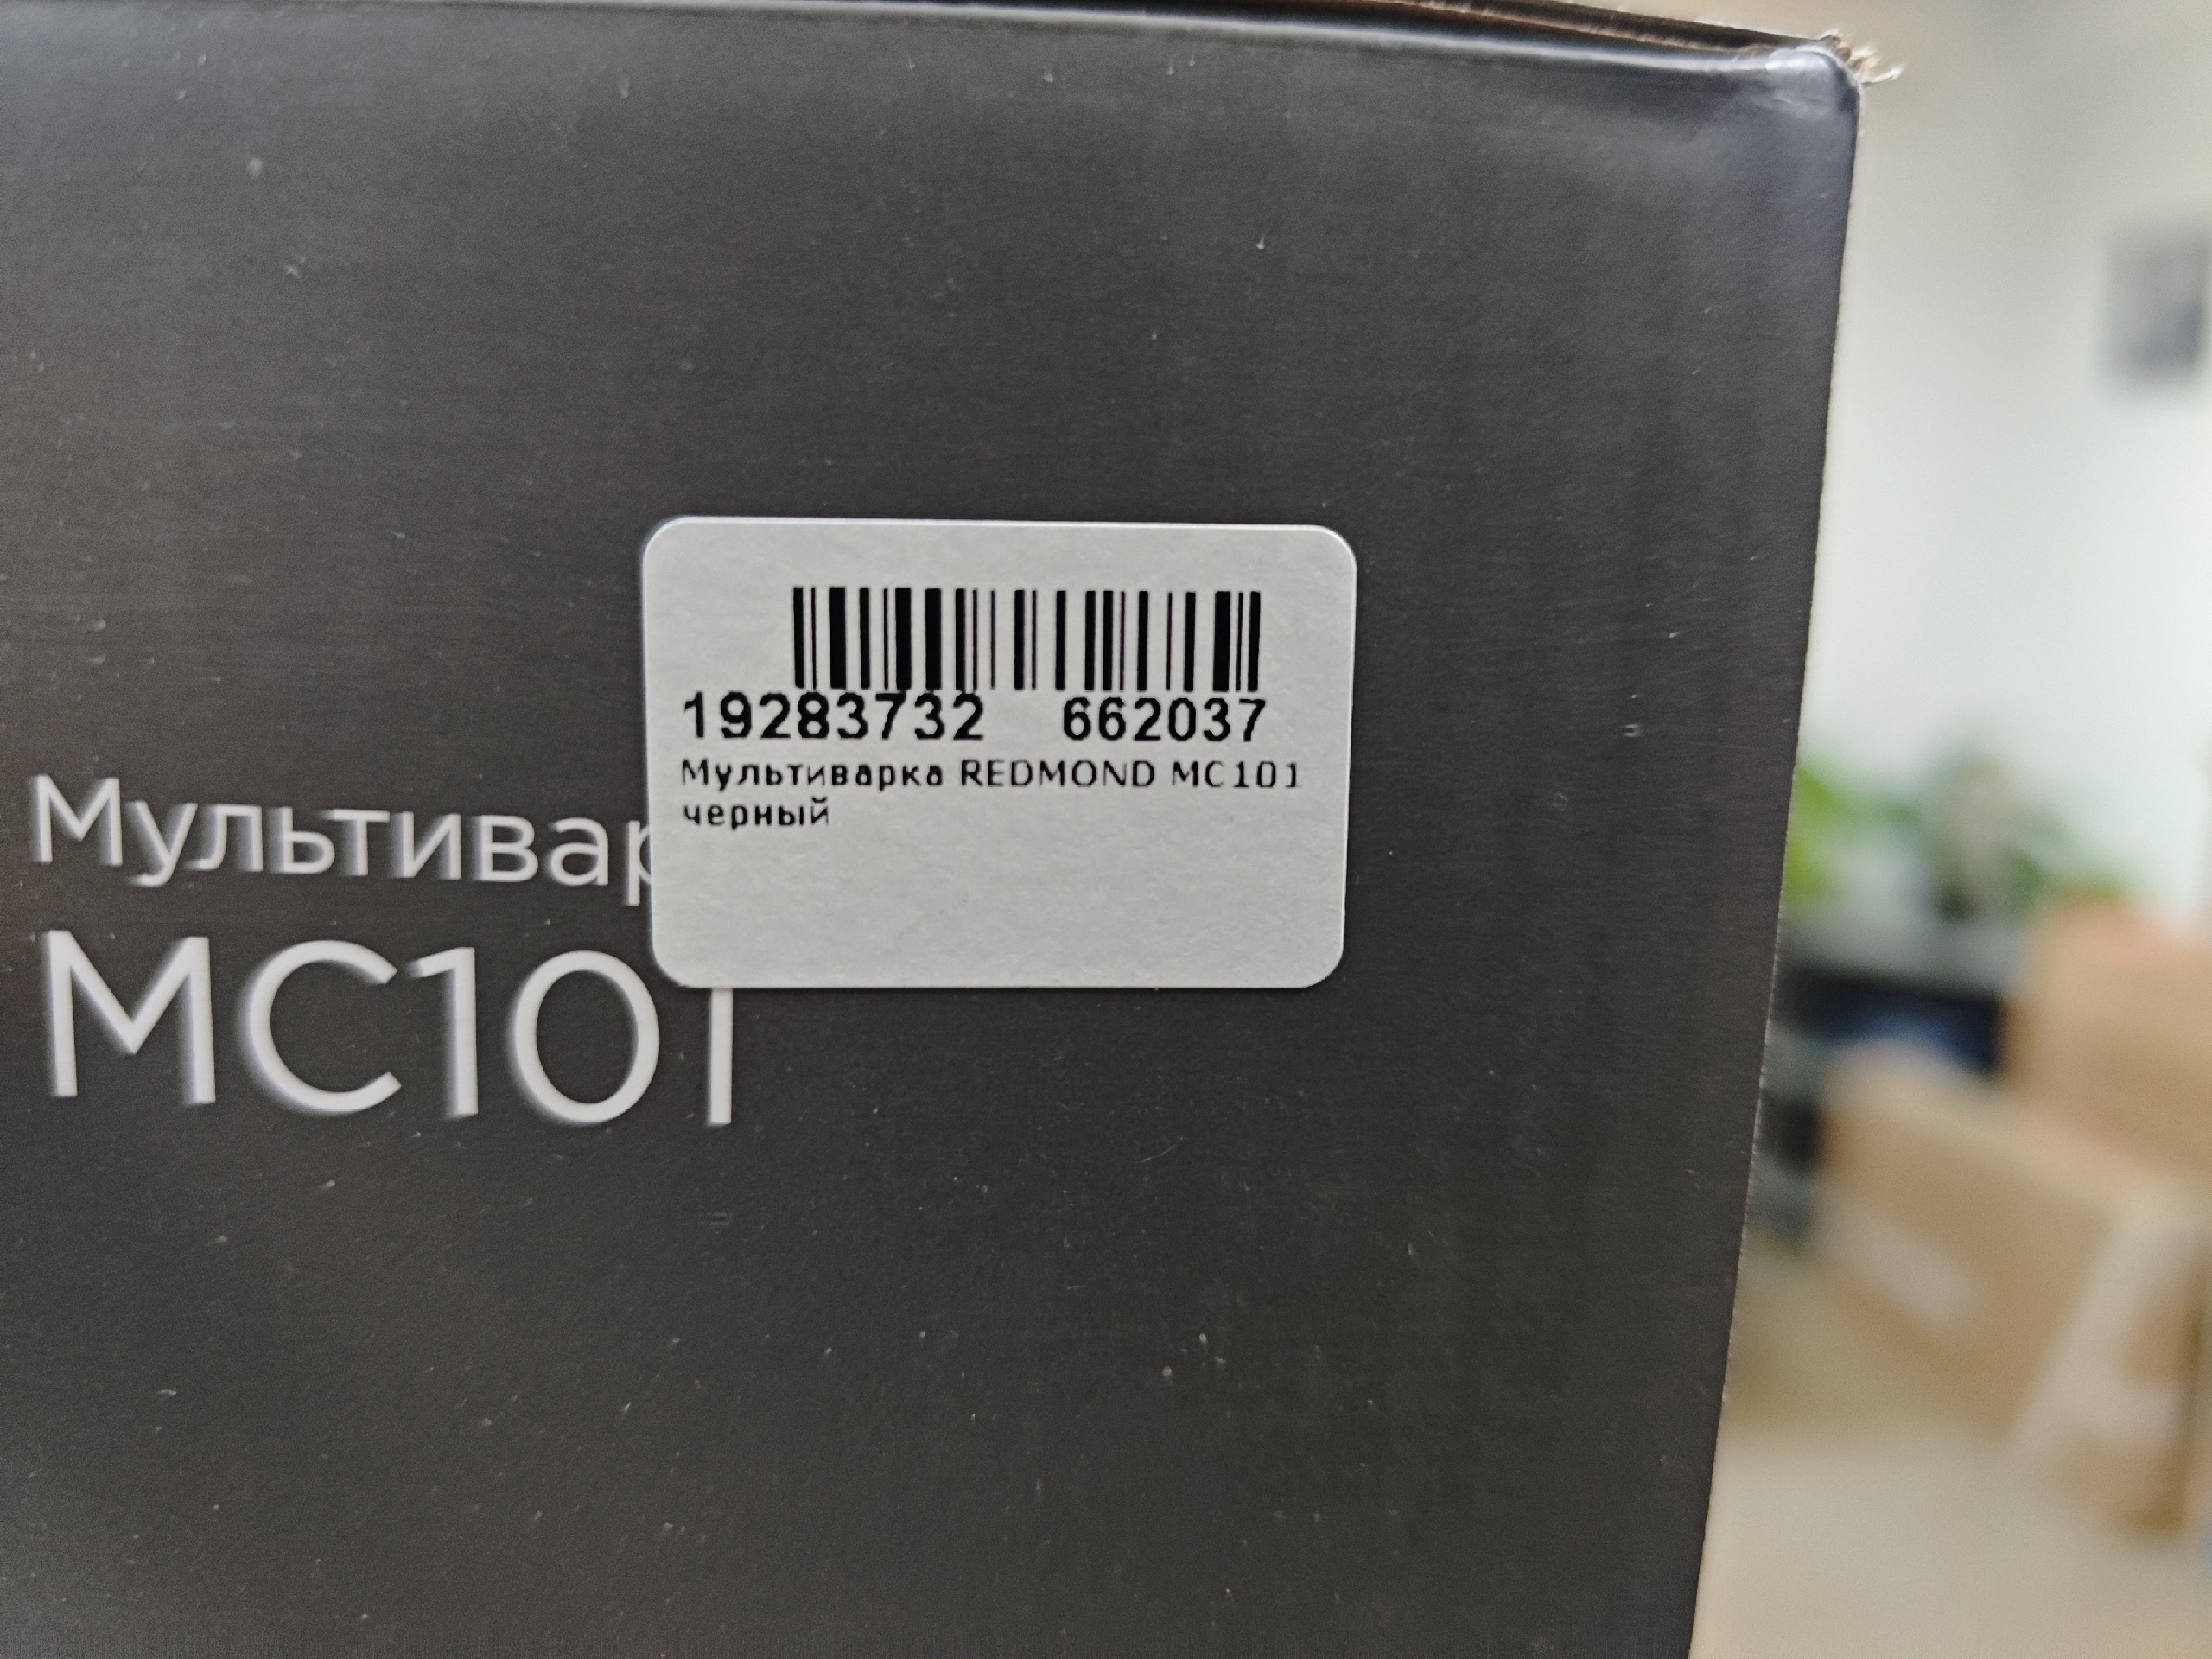 19283732 662037
Мультиварка REDMOND MC101
черный
Мультивар
MC101